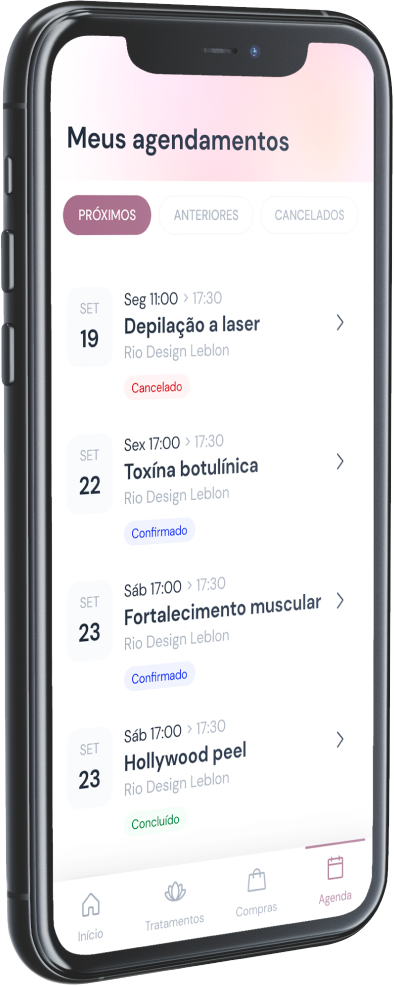 Meus agendamentos
PRÓXIMOS ANTERIORES CANCELADOS
SET
19
Seg 11:00 > 17:30
Depilação a laser
Rio Design Leblon
Cancelado
SET
22
Sex 17:00 > 17:30
Toxína botulínica
Rio Design Leblon
Confirmado
SET
23
Sáb 17:00 > 17:30
Fortalecimento muscular
Rio Design Leblon
Confirmado
SET
23
Sáb 17:00 > 17:30
Hollywood peel
Rio Design Leblon
Concluído
Início Tratamentos Compras Agenda